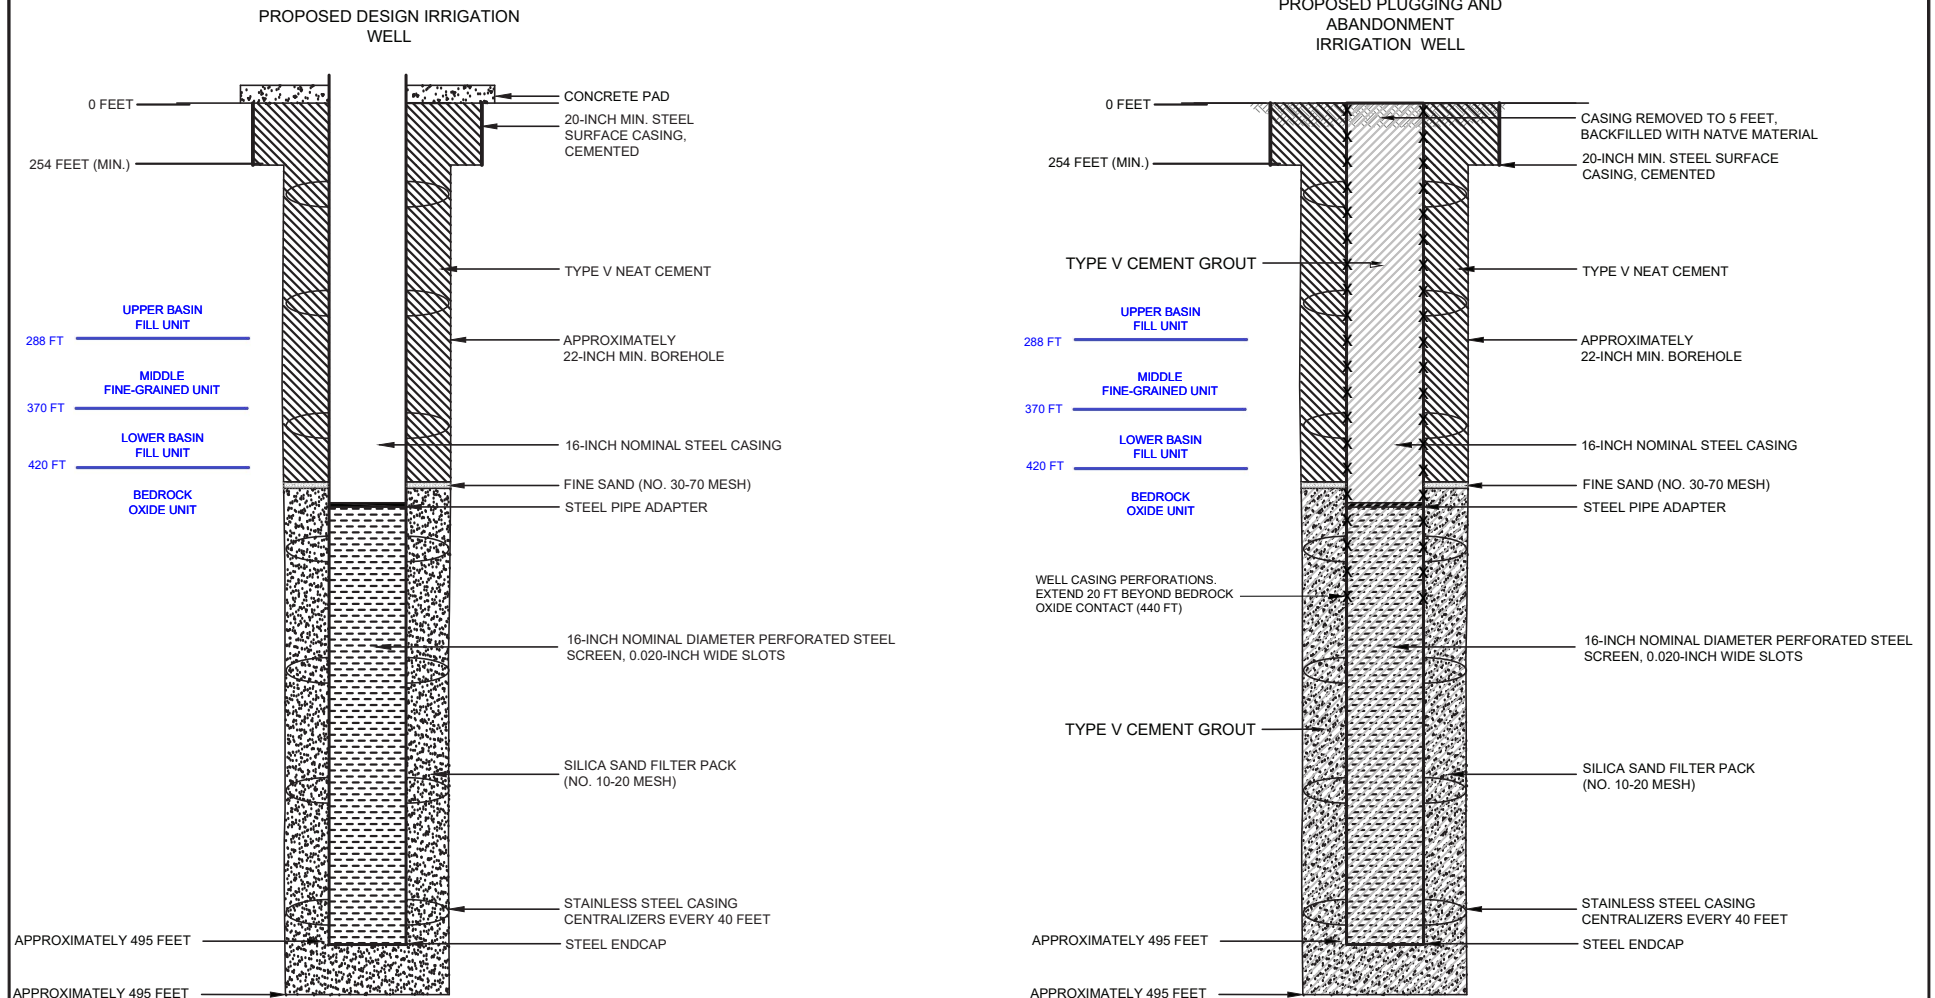 PROPOSED DESIGN IRRIGATION
WELL
0 FEET
254 FEET (MIN.)
UPPER BASIN
FILL UNIT
288 FT
MIDDLE
FINE-GRAINED UNIT
370 FT
LOWER BASIN
FILL UNIT
420 FT
BEDROCK
OXIDE UNIT
APPROXIMATELY 495 FEET
APPROXIMATELY 495 FEET
CONCRETE PAD
20-INCH MIN. STEEL
SURFACE CASING,
CEMENTED
TYPE V NEAT CEMENT
APPROXIMATELY
22-INCH MIN. BOREHOLE
16-INCH NOMINAL STEEL CASING
FINE SAND (NO. 30-70 MESH)
STEEL PIPE ADAPTER
16-INCH NOMINAL DIAMETER PERFORATED STEEL
SCREEN, 0.020-INCH WIDE SLOTS
SILICA SAND FILTER PACK
(NO. 10-20 MESH)
STAINLESS STEEL CASING
CENTRALIZERS EVERY 40 FEET
STEEL ENDCAP
PROPOSED PLUGGING AND
ABANDONMENT
IRRIGATION WELL
0 FEET
254 FEET (MIN.)
TYPE V CEMENT GROUT
UPPER BASIN
FILL UNIT
288 FT
MIDDLE
FINE-GRAINED UNIT
370 FT
LOWER BASIN
FILL UNIT
420 FT
BEDROCK
OXIDE UNIT
WELL CASING PERFORATIONS.
EXTEND 20 FT BEYOND BEDROCK
OXIDE CONTACT (440 FT)
TYPE V CEMENT GROUT
APPROXIMATELY 495 FEET
APPROXIMATELY 495 FEET
CASING REMOVED TO 5 FEET,
BACKFILLED WITH NATVE MATERIAL
20-INCH MIN. STEEL SURFACE
CASING, CEMENTED
TYPE V NEAT CEMENT
APPROXIMATELY
22-INCH MIN. BOREHOLE
16-INCH NOMINAL STEEL CASING
FINE SAND (NO. 30-70 MESH)
STEEL PIPE ADAPTER
16-INCH NOMINAL DIAMETER PERFORATED STEEL
SCREEN, 0.020-INCH WIDE SLOTS
SILICA SAND FILTER PACK
(NO. 10-20 MESH)
STAINLESS STEEL CASING
CENTRALIZERS EVERY 40 FEET
STEEL ENDCAP